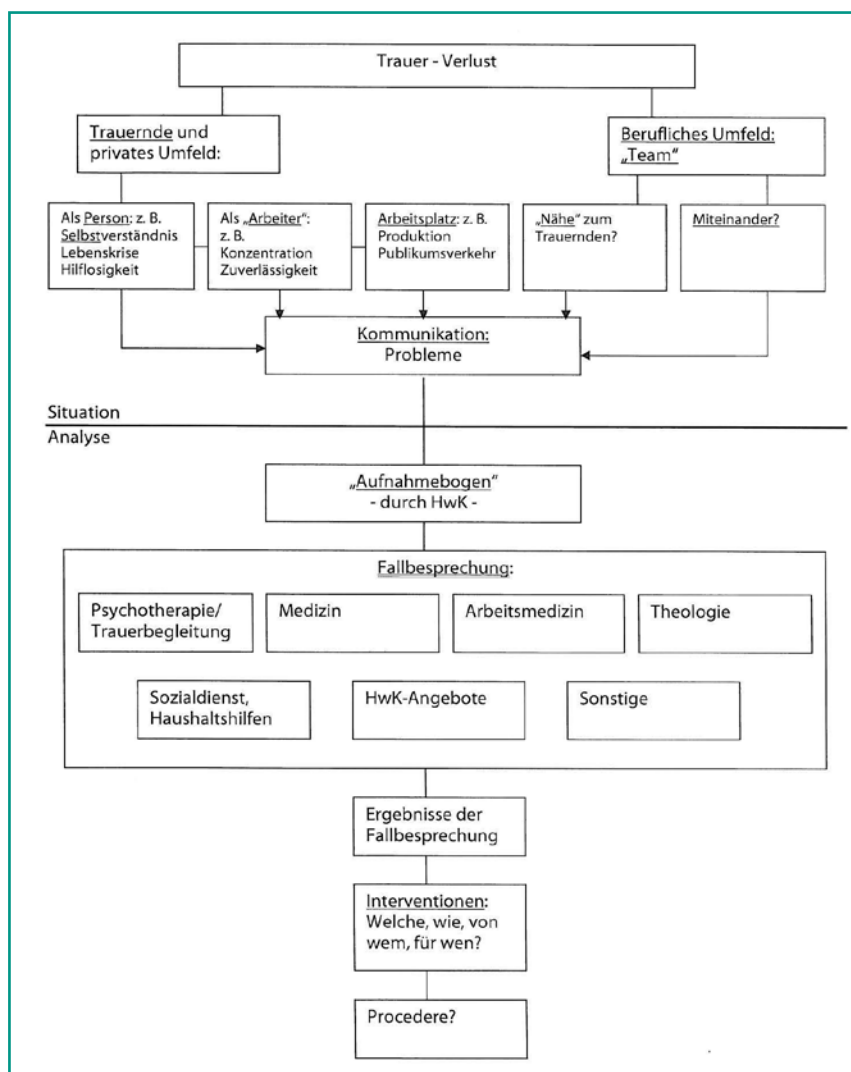 Trauer - Verlust
Trauernde und
privates Umfeld:
Berufliches Umfeld:
„Team“
Als Person: z. B.
Selbstverständnis
Lebenskrise
Hilflosigkeit
Als „Arbeiter“:
z. B.
Konzentration
Zuverlässigkeit
Arbeitsplatz: z. B.
Produktion
Publikumsverkehr
„Nähe“ zum
Trauernden?
Miteinander?
Kommunikation:
Probleme
Situation
Analyse
„Aufnahmebogen“
- durch HwK -
Fallbesprechung:
Psychotherapie/
Trauerbegleitung
Medizin
Arbeitsmedizin
Theologie
Sozialdienst,
Haushaltshilfen
HwK-Angebote
Sonstige
Ergebnisse der
Fallbesprechung
Interventionen:
Welche, wie, von
wem, für wen?
Procedere?